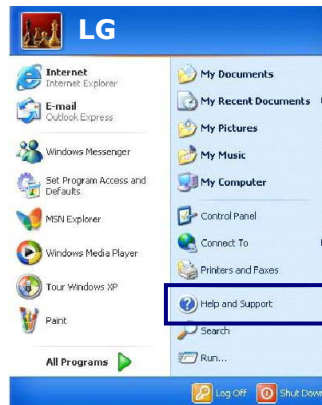 LG
Internet
Internet Explorer
E-mail
Outlook Express
Windows Messenger
Set Program Access and
Defaults
MSN Explorer
Windows Media Player
Tour Windows XP
Paint
All Programs
My Documents
My Recent Documents
My Pictures
My Music
My Computer
Control Panel
Connect To
Printers and Faxes
Help and Support
Search
Run...
Log Off
Shut Down